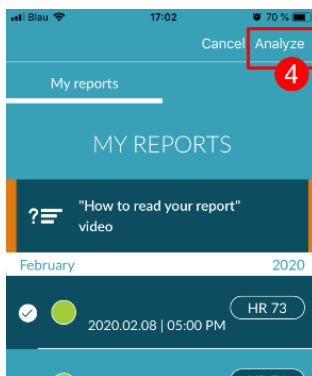 Blau 17:02 70 %
Cancel Analyze
4
My reports
MY REPORTS
?
"How to read your report"
video
February 2020
HR 73
2020.02.08 | 05:00 PM